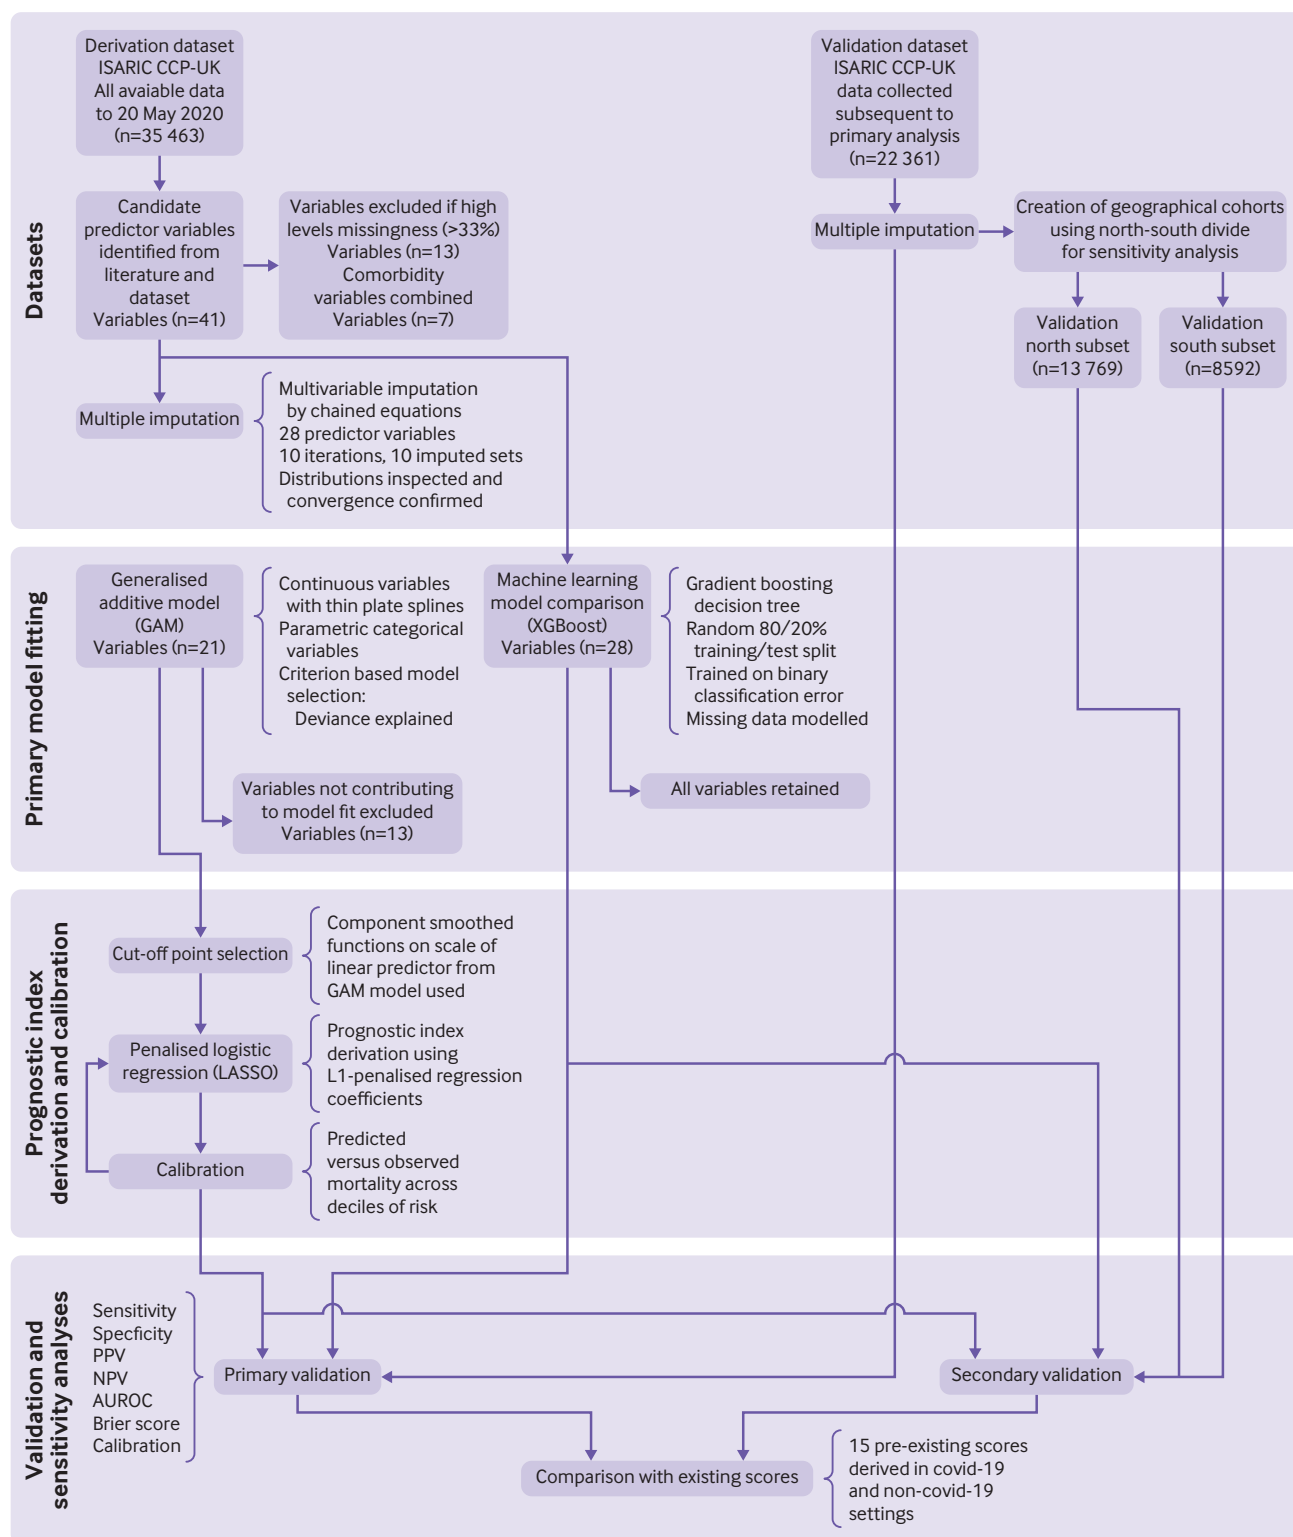 Datasets
Derivation dataset
ISARIC CCP-UK
All avaiable data
to 20 May 2020
(n=35 463)
Candidate
predictor variables
identified from
literature and
dataset
Variables (n=41)
Variables excluded if high
levels missingness (>33%)
Variables (n=13)
Comorbidity
variables combined
Variables (n=7)
Multiple imputation
Multivariable imputation
by chained equations
28 predictor variables
10 iterations, 10 imputed sets
Distributions inspected and
convergence confirmed
Validation dataset
ISARIC CCP-UK
data collected
subsequent to
primary analysis
(n=22 361)
Multiple imputation
Creation of geographical cohorts
using north-south divide
for sensitivity analysis
Validation
north subset
(n=13 769)
Validation
south subset
(n=8592)
Primary model fitting
Generalised
additive model
(GAM)
Variables (n=21)
Continuous variables
with thin plate splines
Parametric categorical
variables
Criterion based model
selection:
Deviance explained
Variables not contributing
to model fit excluded
Variables (n=13)
Machine learning
model comparison
(XGBoost)
Variables (n=28)
Gradient boosting
decision tree
Random 80/20%
training/test split
Trained on binary
classification error
Missing data modelled
All variables retained
Prognostic index
derivation and calibration
Cut-off point selection
Component smoothed
functions on scale of
linear predictor from
GAM model used
Penalised logistic
regression (LASSO)
Prognostic index
derivation using
L1-penalised regression
coefficients
Calibration
Predicted
versus observed
mortality across
deciles of risk
Validation and
sensitivity analyses
Sensitivity
Specficity
PPV
NPV
AUROC
Brier score
Calibration
Primary validation
Secondary validation
Comparison with existing scores
15 pre-existing scores
derived in covid-19
and non-covid-19
settings